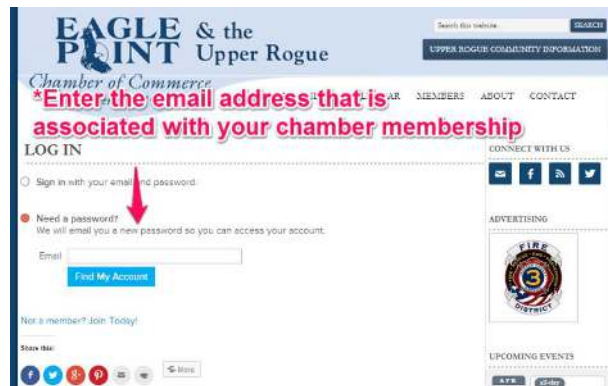 EAGLE POINT & the Upper Rogue
Chamber of Commerce
Search this website
SEARCH
UPPER ROGUE COMMUNITY INFORMATION
MEMBERS ABOUT CONTACT
*Enter the email address that is
associated with your chamber membership
LOG IN
Sign in with your email and password.
Need a password?
We will email you a new password so you can access your account.
Email
Find My Account
Not a member? Join Today!
Share this:
More
CONNECT WITH US
ADVERTISING
FIRE
3
DISTRICT
UPCOMING EVENTS
APR
all-day